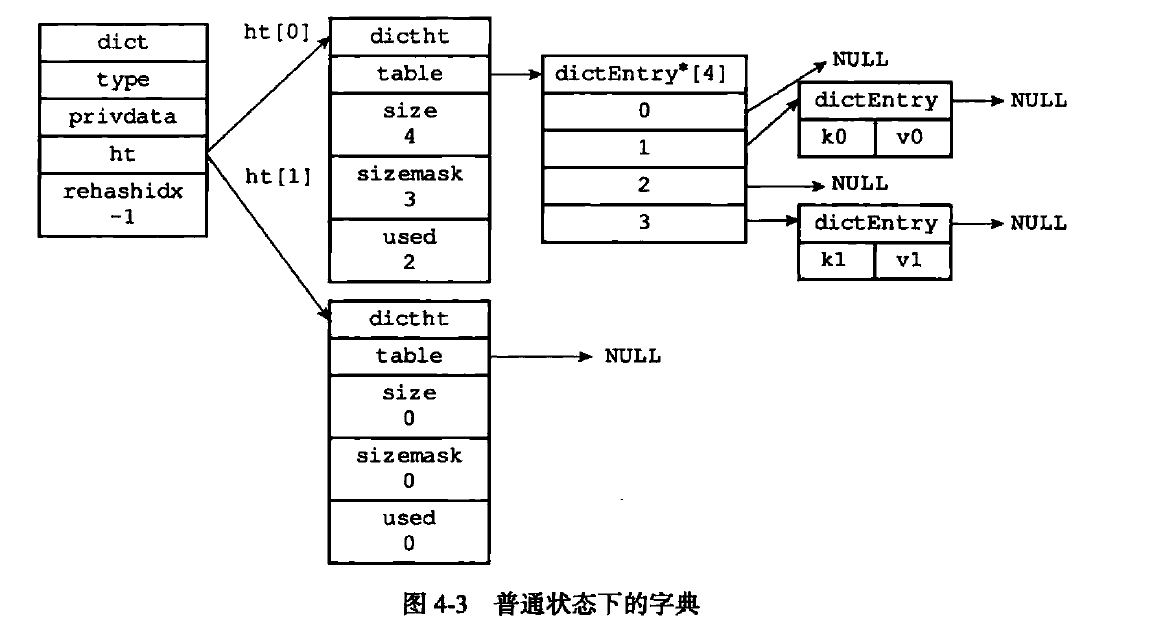 dict
type
privdata
ht
rehashidx
-1
ht[0]
ht[1]
dictht
table
size
4
sizemask
3
used
2
dictht
table
size
0
sizemask
0
used
0
NULL
dictEntry*[4]
0
1
2
3
NULL
dictEntry
k0 v0
NULL
NULL
dictEntry
k1 v1
NULL
图 4-3 普通状态下的字典